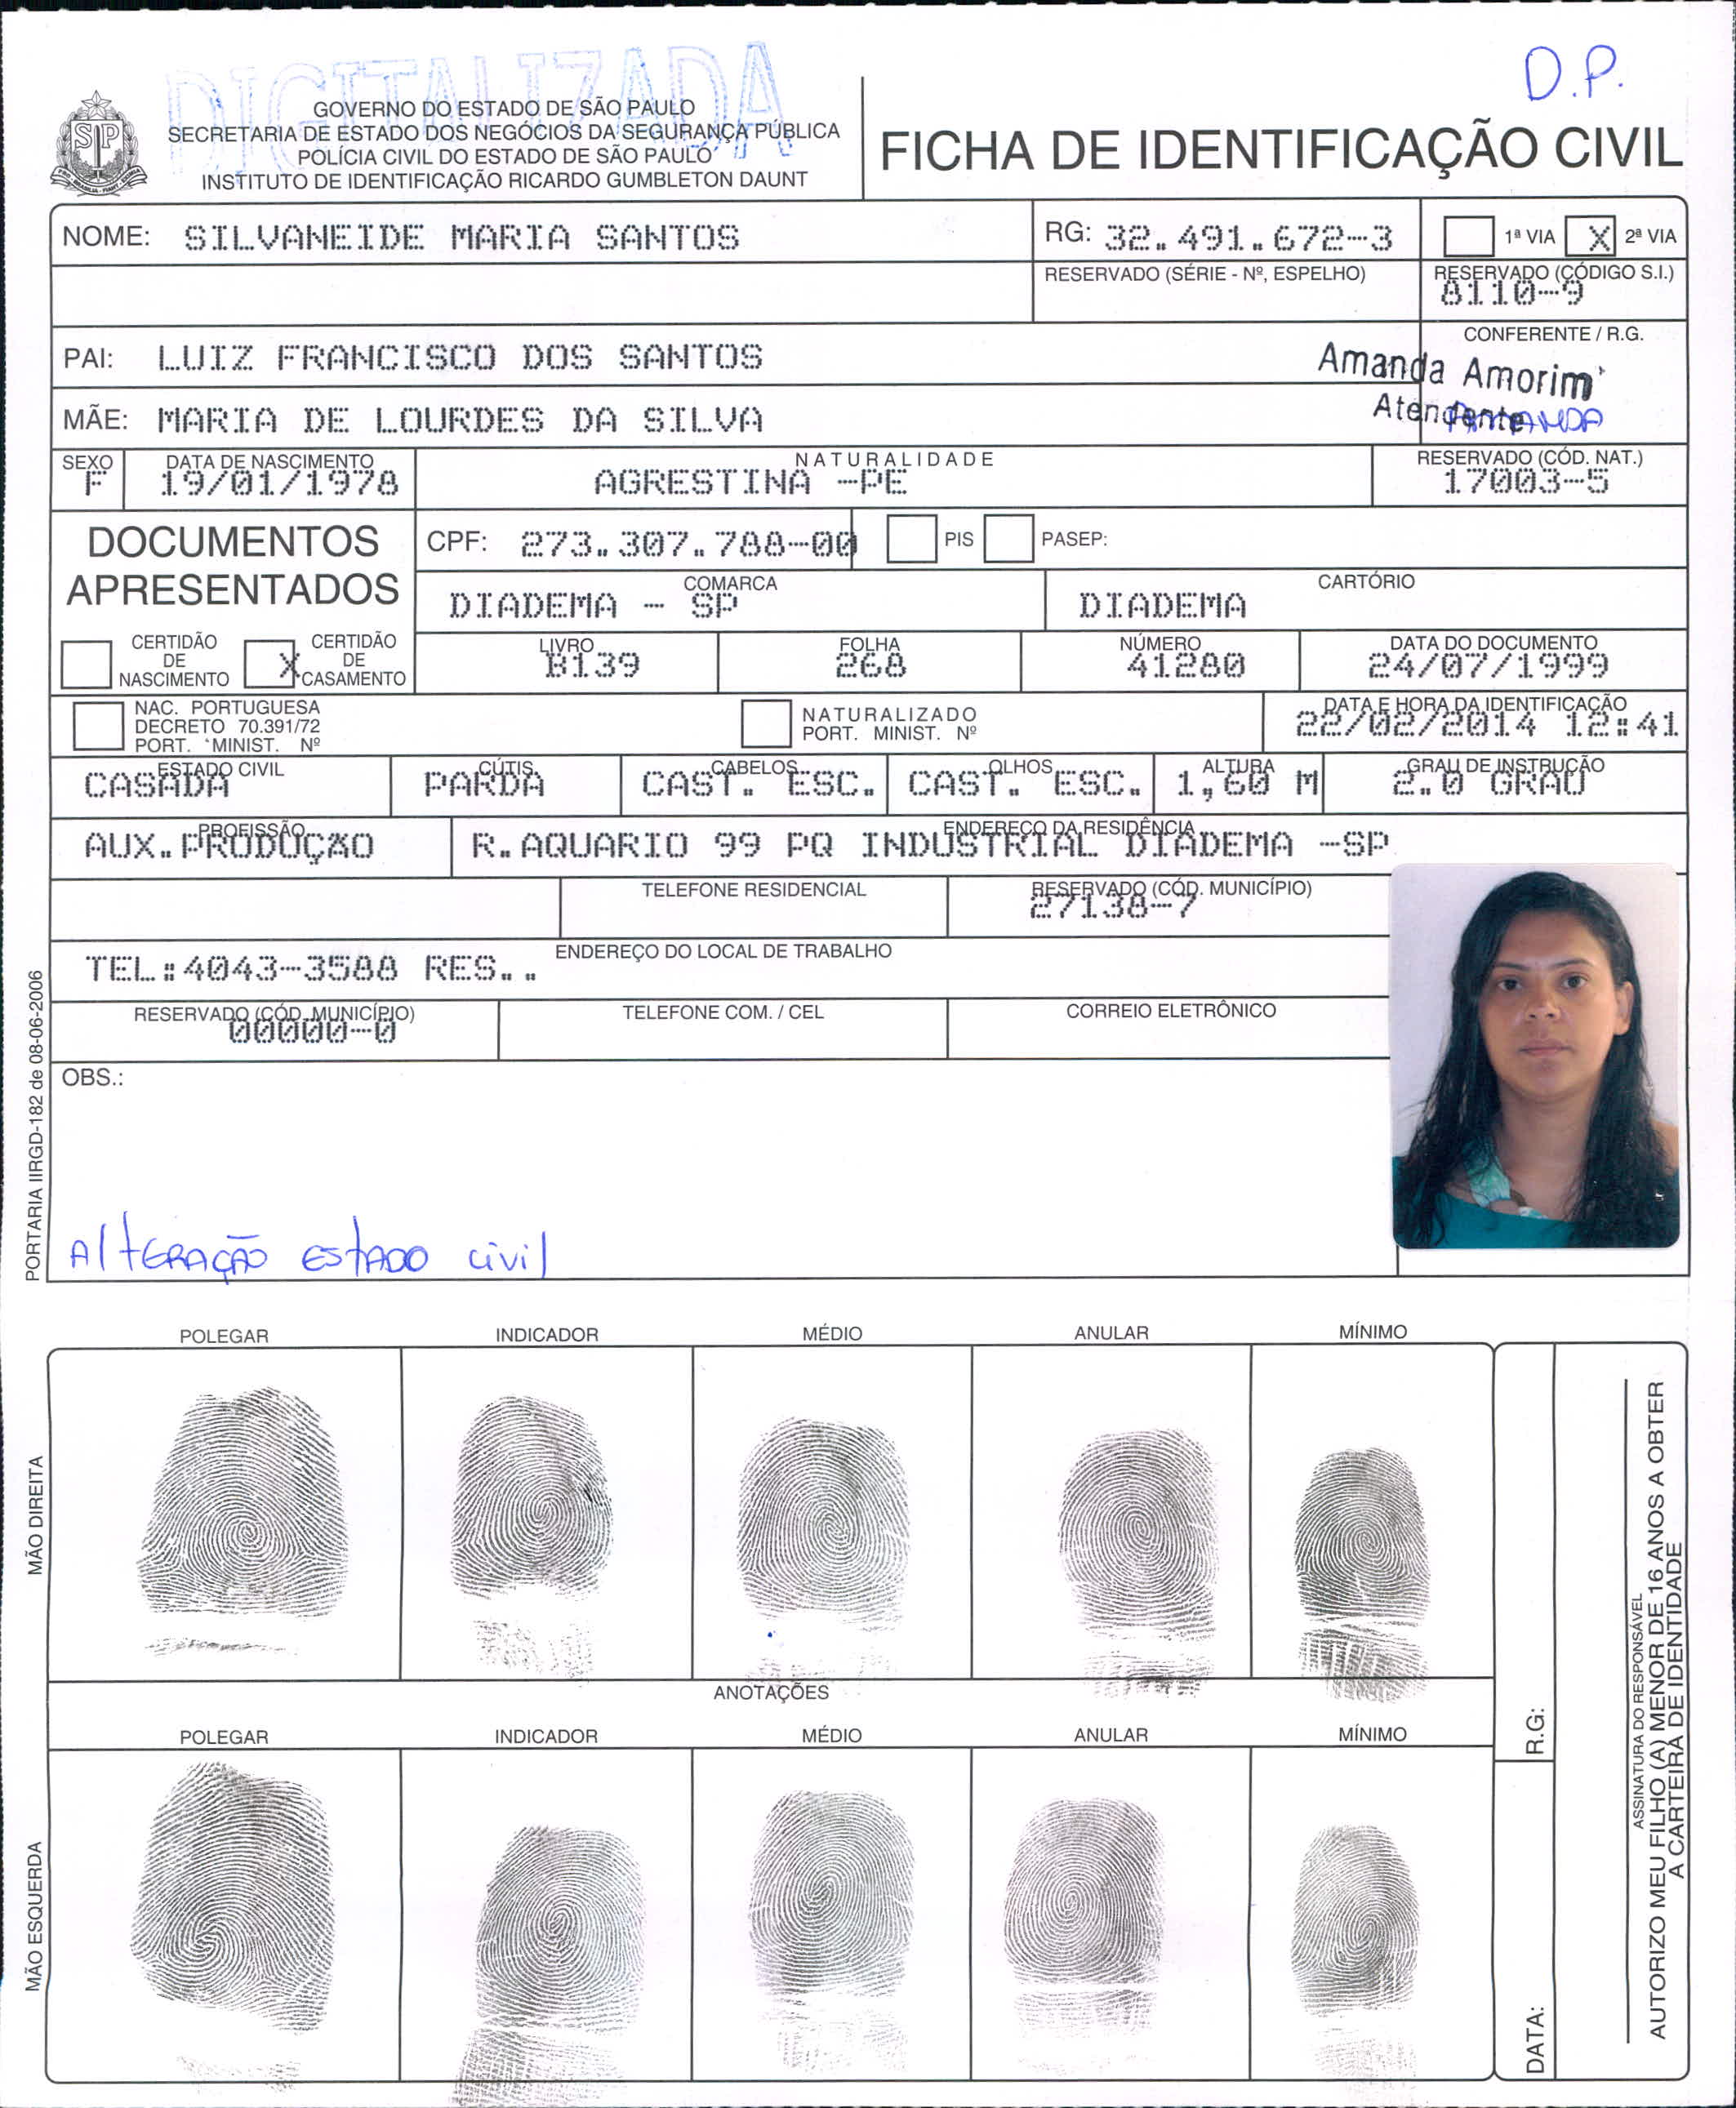 DIGITALIZADA
D.P.
GOVERNO DO ESTADO DE SÃO PAULO
SECRETARIA DE ESTADO DOS NEGÓCIOS DA SEGURANÇA PÚBLICA
POLÍCIA CIVIL DO ESTADO DE SÃO PAULO
INSTITUTO DE IDENTIFICAÇÃO RICARDO GUMBLETON DAUNT
FICHA DE IDENTIFICAÇÃO CIVIL
NOME: SILVANEIDE MARIA SANTOS RG: 32.491.672-3 1ª VIA X 2ª VIA
RESERVADO (SÉRIE - Nº, ESPELHO) RESERVADO (CÓDIGO S.I.)
8110-9
CONFERENTE / R.G.
PAI: LUIZ FRANCISCO DOS SANTOS
Amanda Amorim
Atendente AMANDA
MÃE: MARIA DE LOURDES DA SILVA
SEXO DATA DE NASCIMENTO NATURALIDADE RESERVADO (CÓD. NAT.)
F 19/01/1978 AGRESTINA -PE 17003-5
DOCUMENTOS APRESENTADOS
CPF: 273.307.788-00 PIS PASEP:
COMARCA CARTÓRIO
DIADEMA - SP DIADEMA
CERTIDÃO DE NASCIMENTO X CERTIDÃO DE CASAMENTO
LIVRO FOLHA NÚMERO DATA DO DOCUMENTO
B139 268 41280 24/07/1999
NAC. PORTUGUESA
DECRETO 70.391/72
PORT. MINIST. Nº
NATURALIZADO
PORT. MINIST. Nº
DATA E HORA DA IDENTIFICAÇÃO
22/02/2014 12:41
ESTADO CIVIL CÚTIS CABELOS OLHOS ALTURA GRAU DE INSTRUÇÃO
CASADA PARDA CAST. ESC. CAST. ESC. 1,60 M 2.0 GRAU
PROFISSÃO ENDEREÇO DA RESIDÊNCIA
AUX.PRODUÇÃO R.AQUARIO 99 PQ INDUSTRIAL DIADEMA -SP
TELEFONE RESIDENCIAL RESERVADO (CÓD. MUNICÍPIO)
27138-7
ENDEREÇO DO LOCAL DE TRABALHO
TEL:4043-3588 RES..
RESERVADO (CÓD. MUNICÍPIO) TELEFONE COM. / CEL CORREIO ELETRÔNICO
00000-0
OBS.:
Alteração estado civil
PORTARIA IIRGD-182 de 08-06-2006
POLEGAR INDICADOR MÉDIO ANULAR MÍNIMO
MÃO DIREITA
ANOTAÇÕES
POLEGAR INDICADOR MÉDIO ANULAR MÍNIMO
MÃO ESQUERDA
R.G:
DATA:
ASSINATURA DO RESPONSÁVEL
AUTORIZO MEU FILHO (A) MENOR DE 16 ANOS A OBTER
A CARTEIRA DE IDENTIDADE